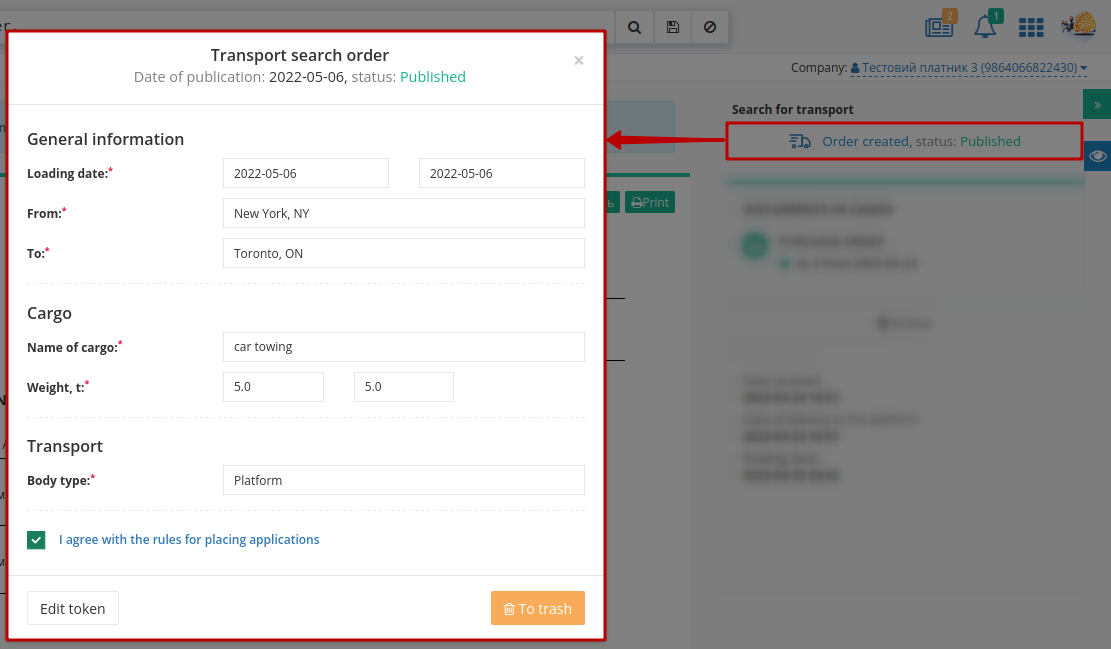 2
1
Company: Тестовий платник 3 (9864066822430)
Transport search order
×
Date of publication: 2022-05-06, status: Published
Search for transport
»
Order created, status: Published
General information
Loading date:*
2022-05-06
2022-05-06
Print
From:*
New York, NY
To:*
Toronto, ON
Cargo
Name of cargo:*
car towing
Weight, t:*
5.0
5.0
Transport
Body type:*
Platform
I agree with the rules for placing applications
Edit token
To trash